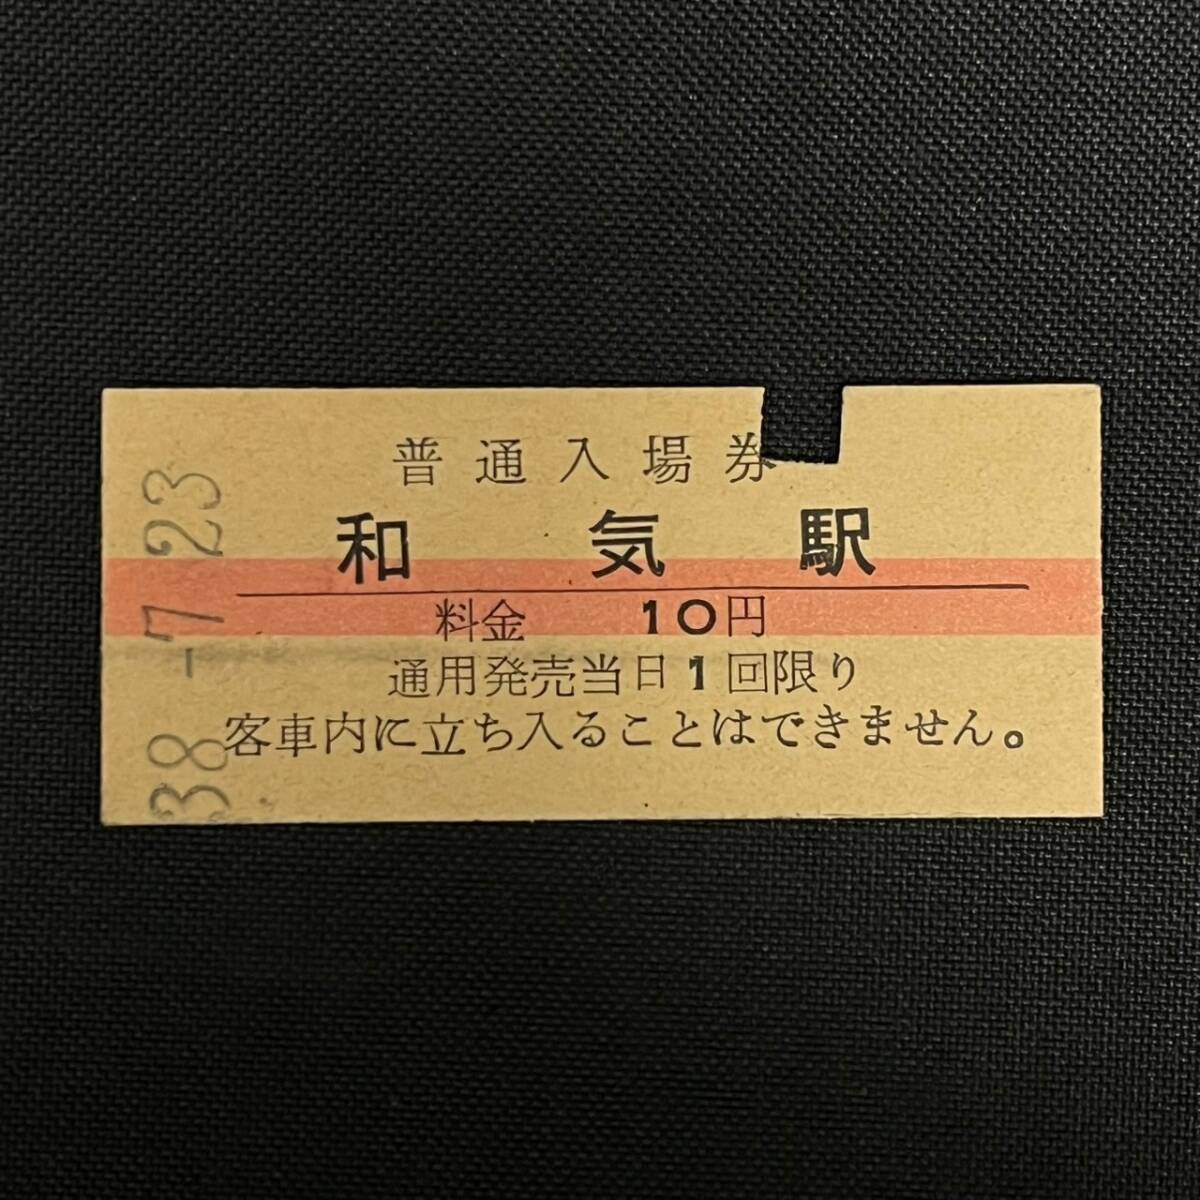 普通入場券
和気駅
料金 10円
通用発売当日1回限り
客車内に立ち入ることはできません。
38.-7.23